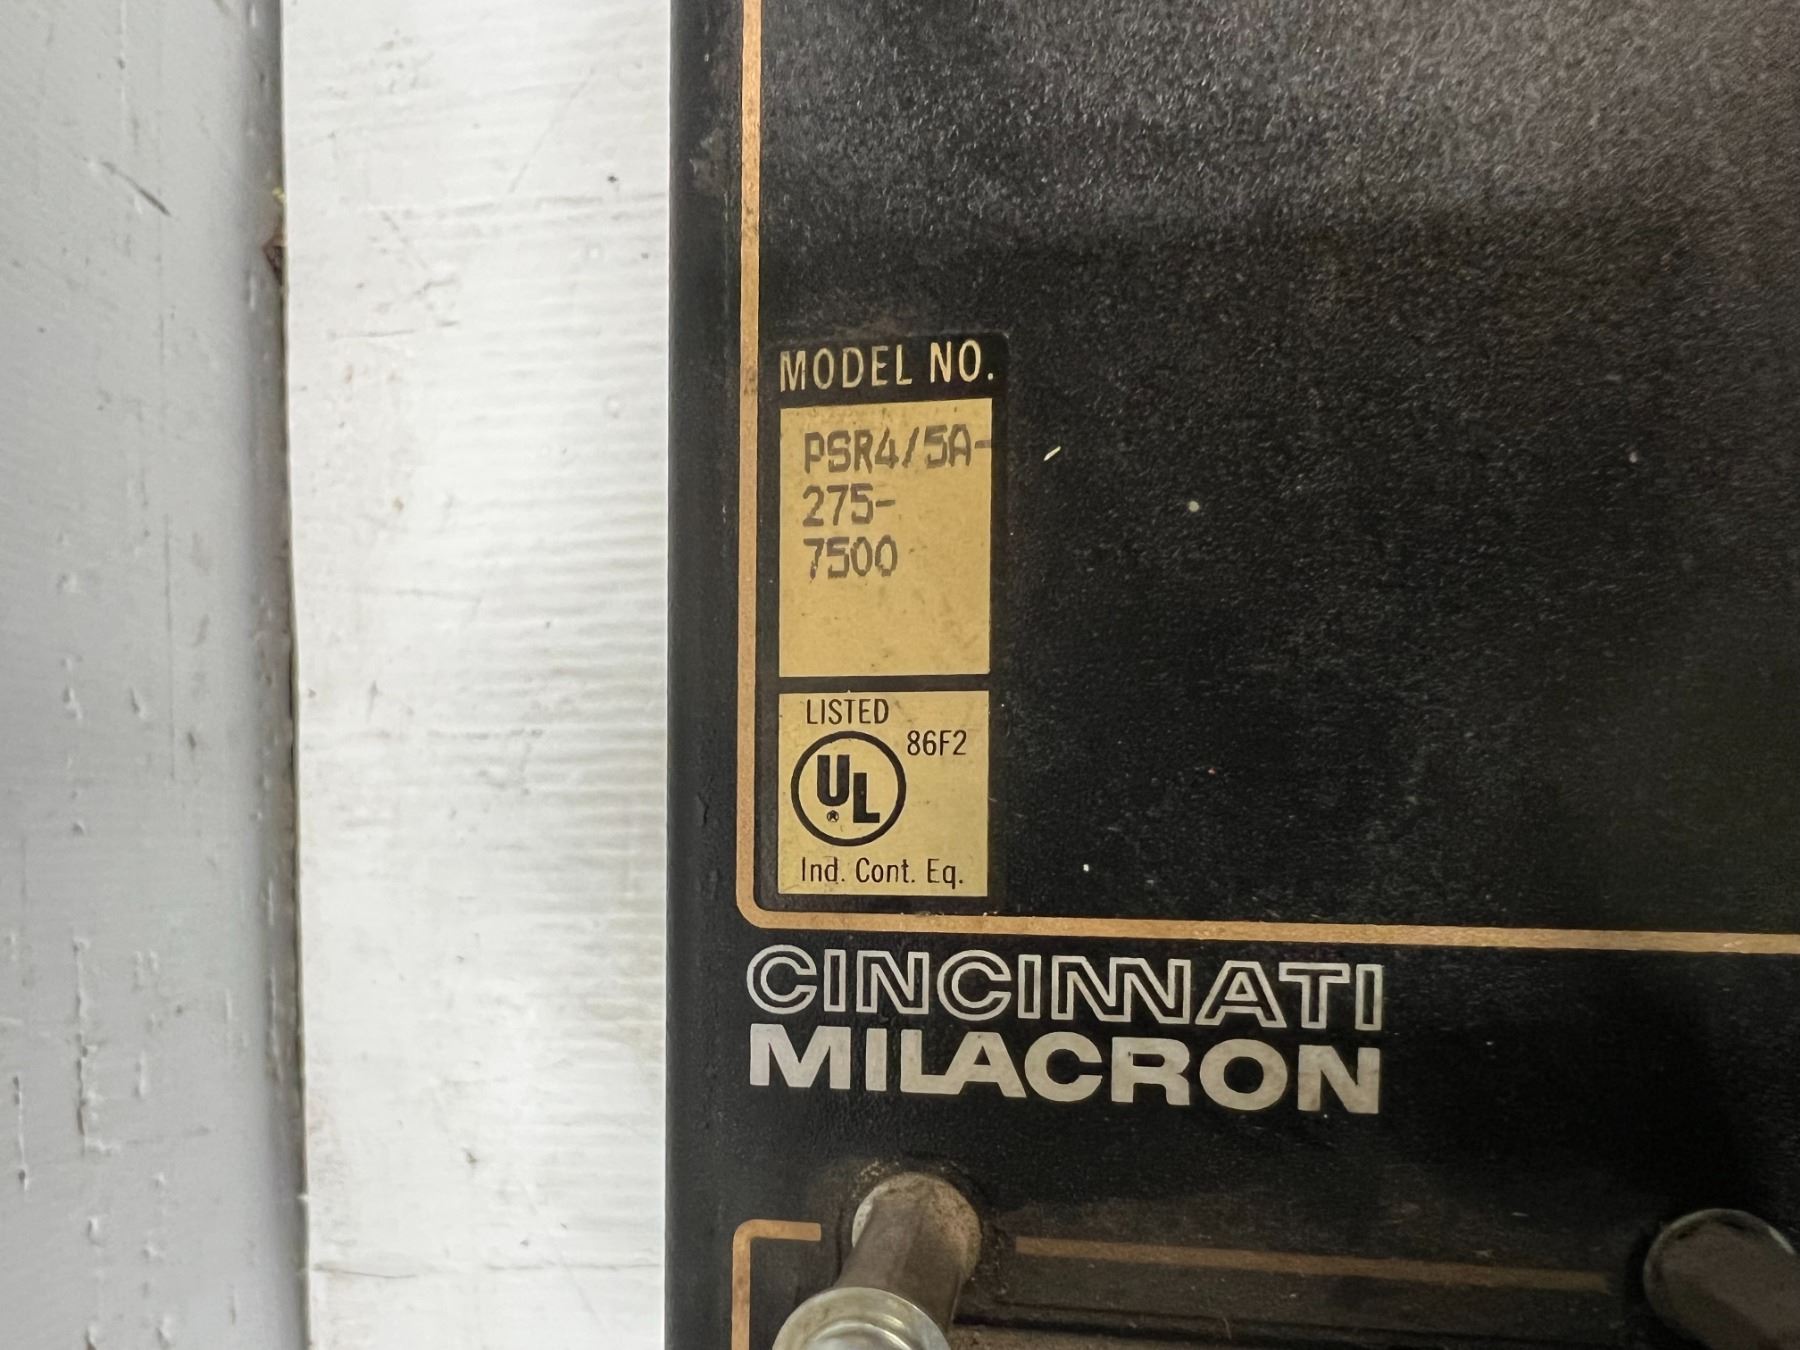 MODEL NO.
PSR4/5A-
275-
7500
LISTED
86F2
UL
®
Ind. Cont. Eq.
CINCINNATI
MILACRON